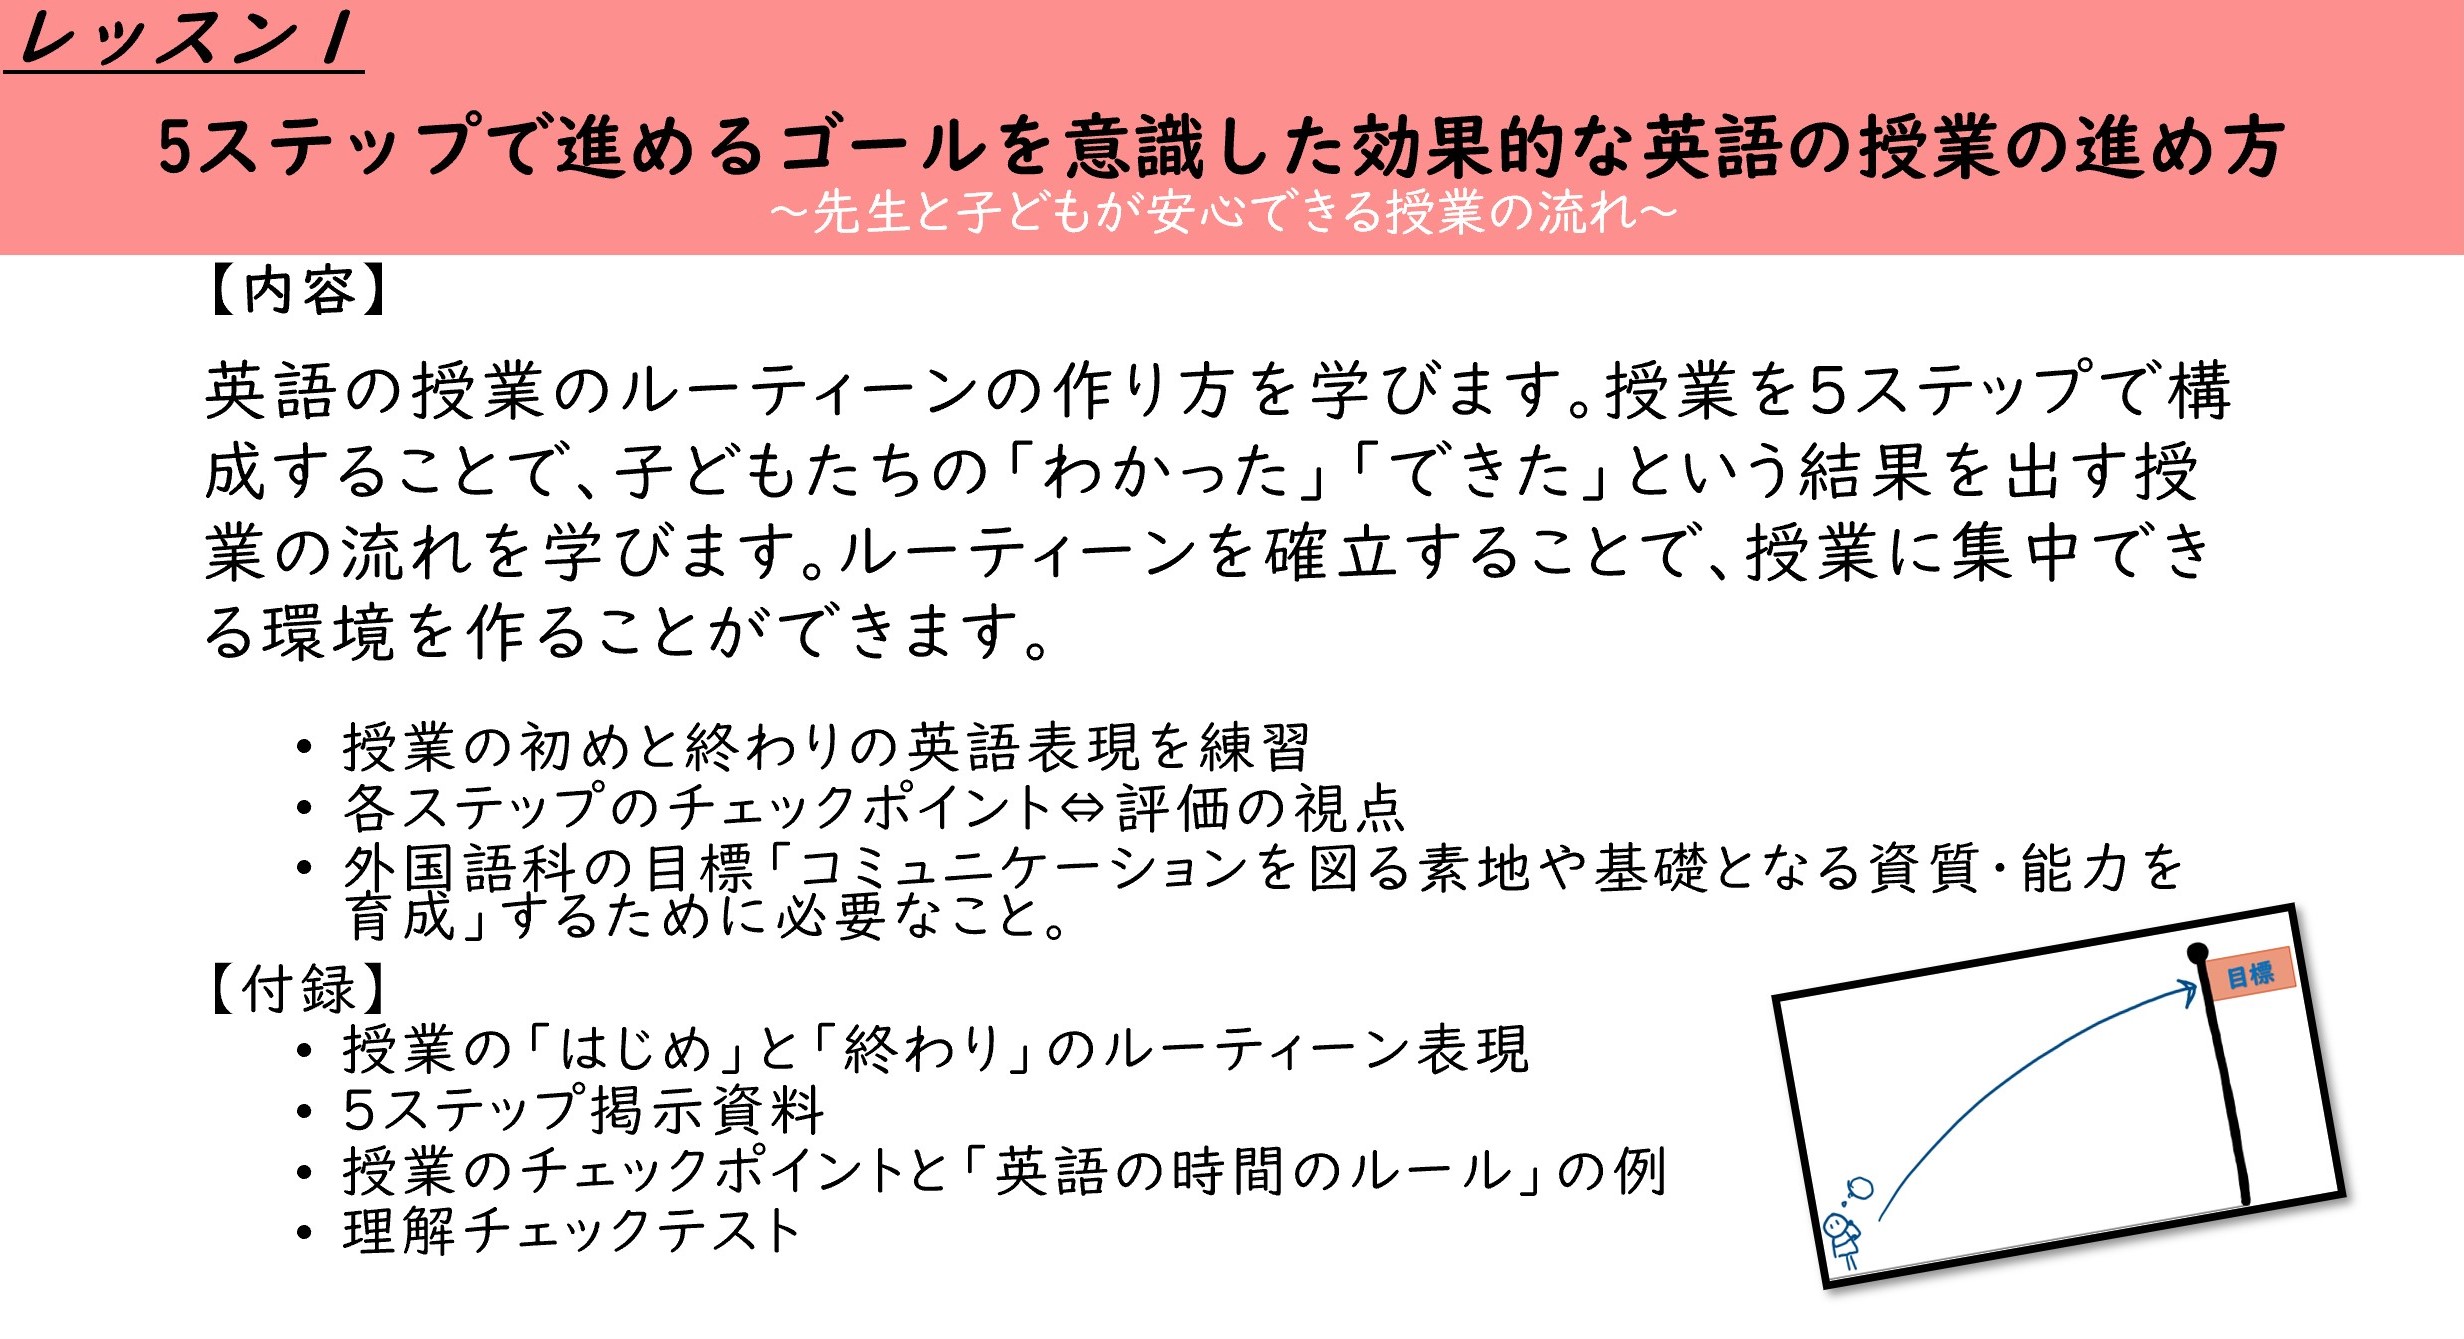 レッスン1
5ステップで進めるゴールを意識した効果的な英語の授業の進め方
～先生と子どもが安心できる授業の流れ～
【内容】
英語の授業のルーティーンの作り方を学びます。授業を5ステップで構
成することで、子どもたちの「わかった」「できた」という結果を出す授
業の流れを学びます。ルーティーンを確立することで、授業に集中でき
る環境を作ることができます。
• 授業の初めと終わりの英語表現を練習
• 各ステップのチェックポイント⇔評価の視点
• 外国語科の目標「コミュニケーションを図る素地や基礎となる資質・能力を
育成」するために必要なこと。
【付録】
• 授業の「はじめ」と「終わり」のルーティーン表現
• 5ステップ掲示資料
• 授業のチェックポイントと「英語の時間のルール」の例
• 理解チェックテスト
目標